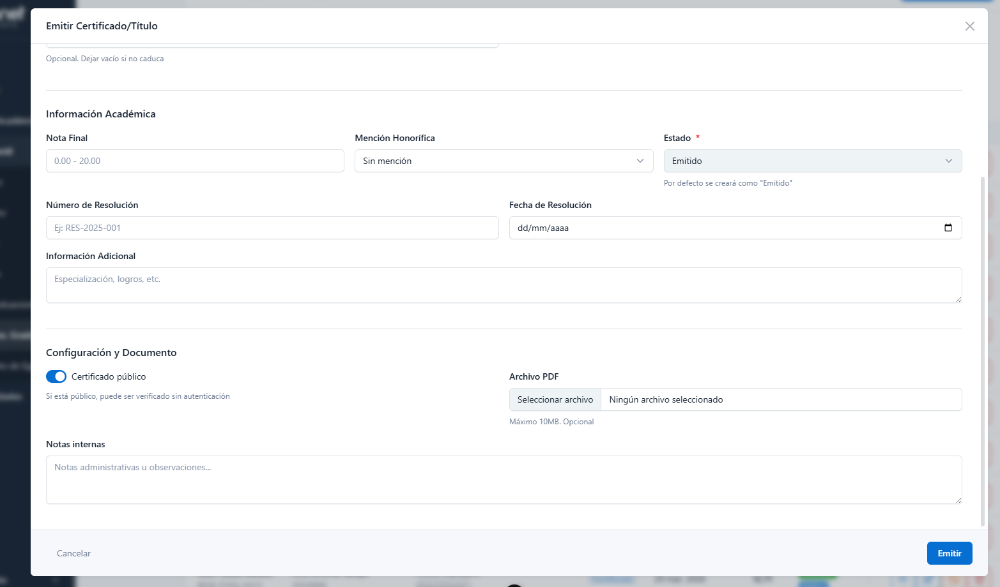 Emitir Certificado/Título
Opcional. Dejar vacío si no caduca
Información Académica
Nota Final
Mención Honorífica
Estado *
0.00 - 20.00
Sin mención
Emitido
Por defecto se creará como "Emitido"
Número de Resolución
Fecha de Resolución
Ej: RES-2025-001
dd/mm/aaaa
Información Adicional
Especialización, logros, etc.
Configuración y Documento
Certificado público
Si está público, puede ser verificado sin autenticación
Archivo PDF
Seleccionar archivo
Ningún archivo seleccionado
Máximo 10MB. Opcional
Notas internas
Notas administrativas u observaciones...
Cancelar
Emitir